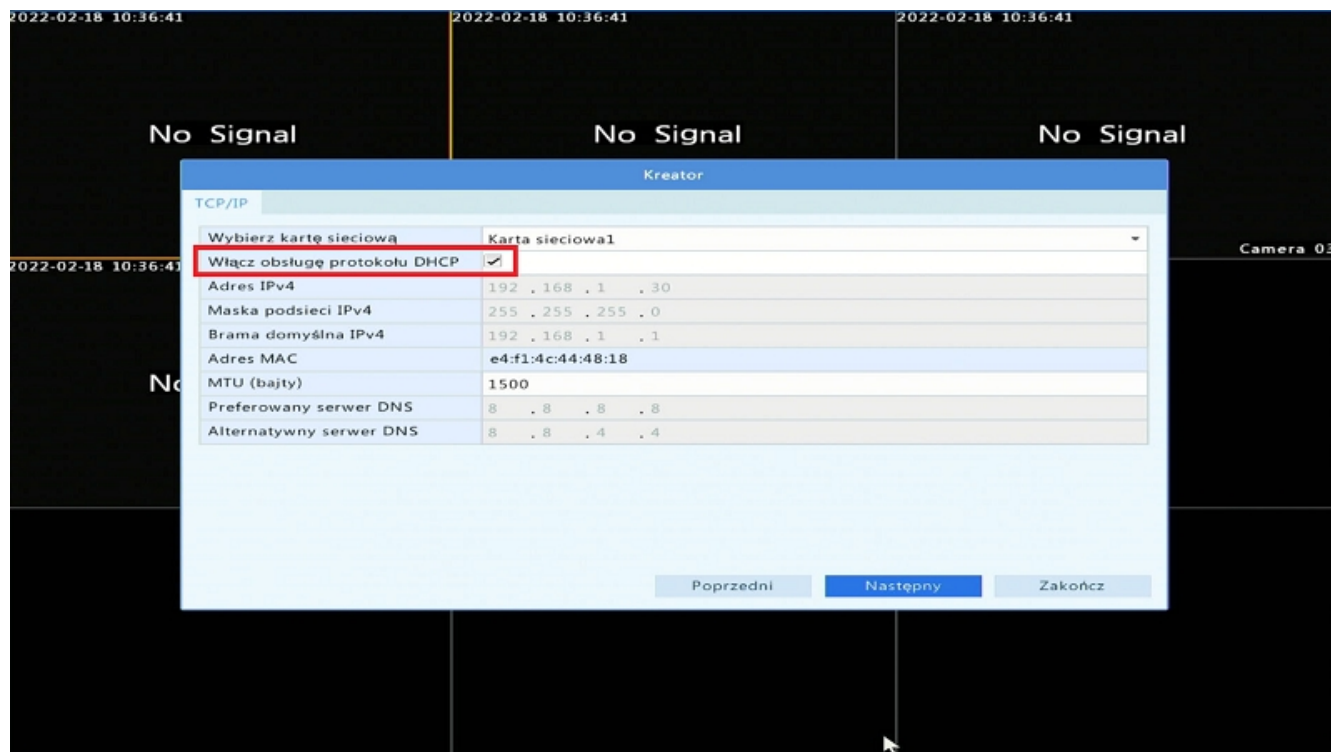 2022-02-18 10:36:41 2022-02-18 10:36:41 2022-02-18 10:36:41
No Signal No Signal No Signal
Kreator
TCP/IP
Wybierz kartę sieciową Karta sieciowa1
Camera 03
Włącz obsługę protokołu DHCP
2022-02-18 10:36:41
Adres IPv4 192 . 168 . 1 . 30
Maska podsieci IPv4 255 . 255 . 255 . 0
Brama domyślna IPv4 192 . 168 . 1 . 1
Adres MAC e4:f1:4c:44:48:18
No
MTU (bajty) 1500
Preferowany serwer DNS 8 . 8 . 8 . 8
Alternatywny serwer DNS 8 . 8 . 4 . 4
Poprzedni Następny Zakończ